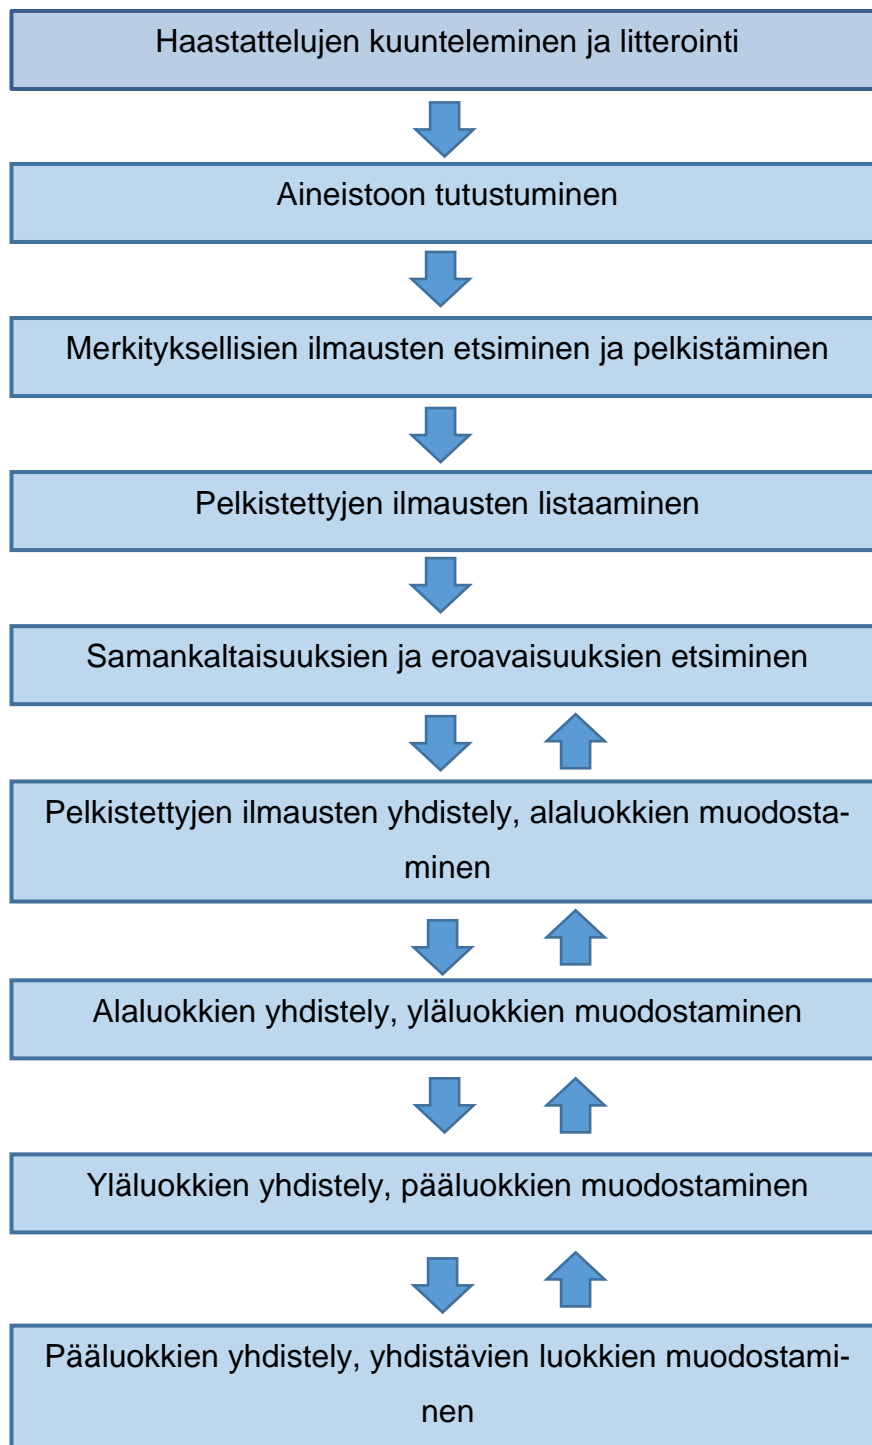 Haastattelujen kuunteleminen ja litterointi
Aineistoon tutustuminen
Merkityksellisien ilmausten etsiminen ja pelkistäminen
Pelkistettyjen ilmausten listaaminen
Samankaltaisuuksien ja eroavaisuuksien etsiminen
Pelkistettyjen ilmausten yhdistely, alaluokkien muodosta-
minen
Alaluokkien yhdistely, yläluokkien muodostaminen
Yläluokkien yhdistely, pääluokkien muodostaminen
Pääluokkien yhdistely, yhdistävien luokkien muodostami-
nen